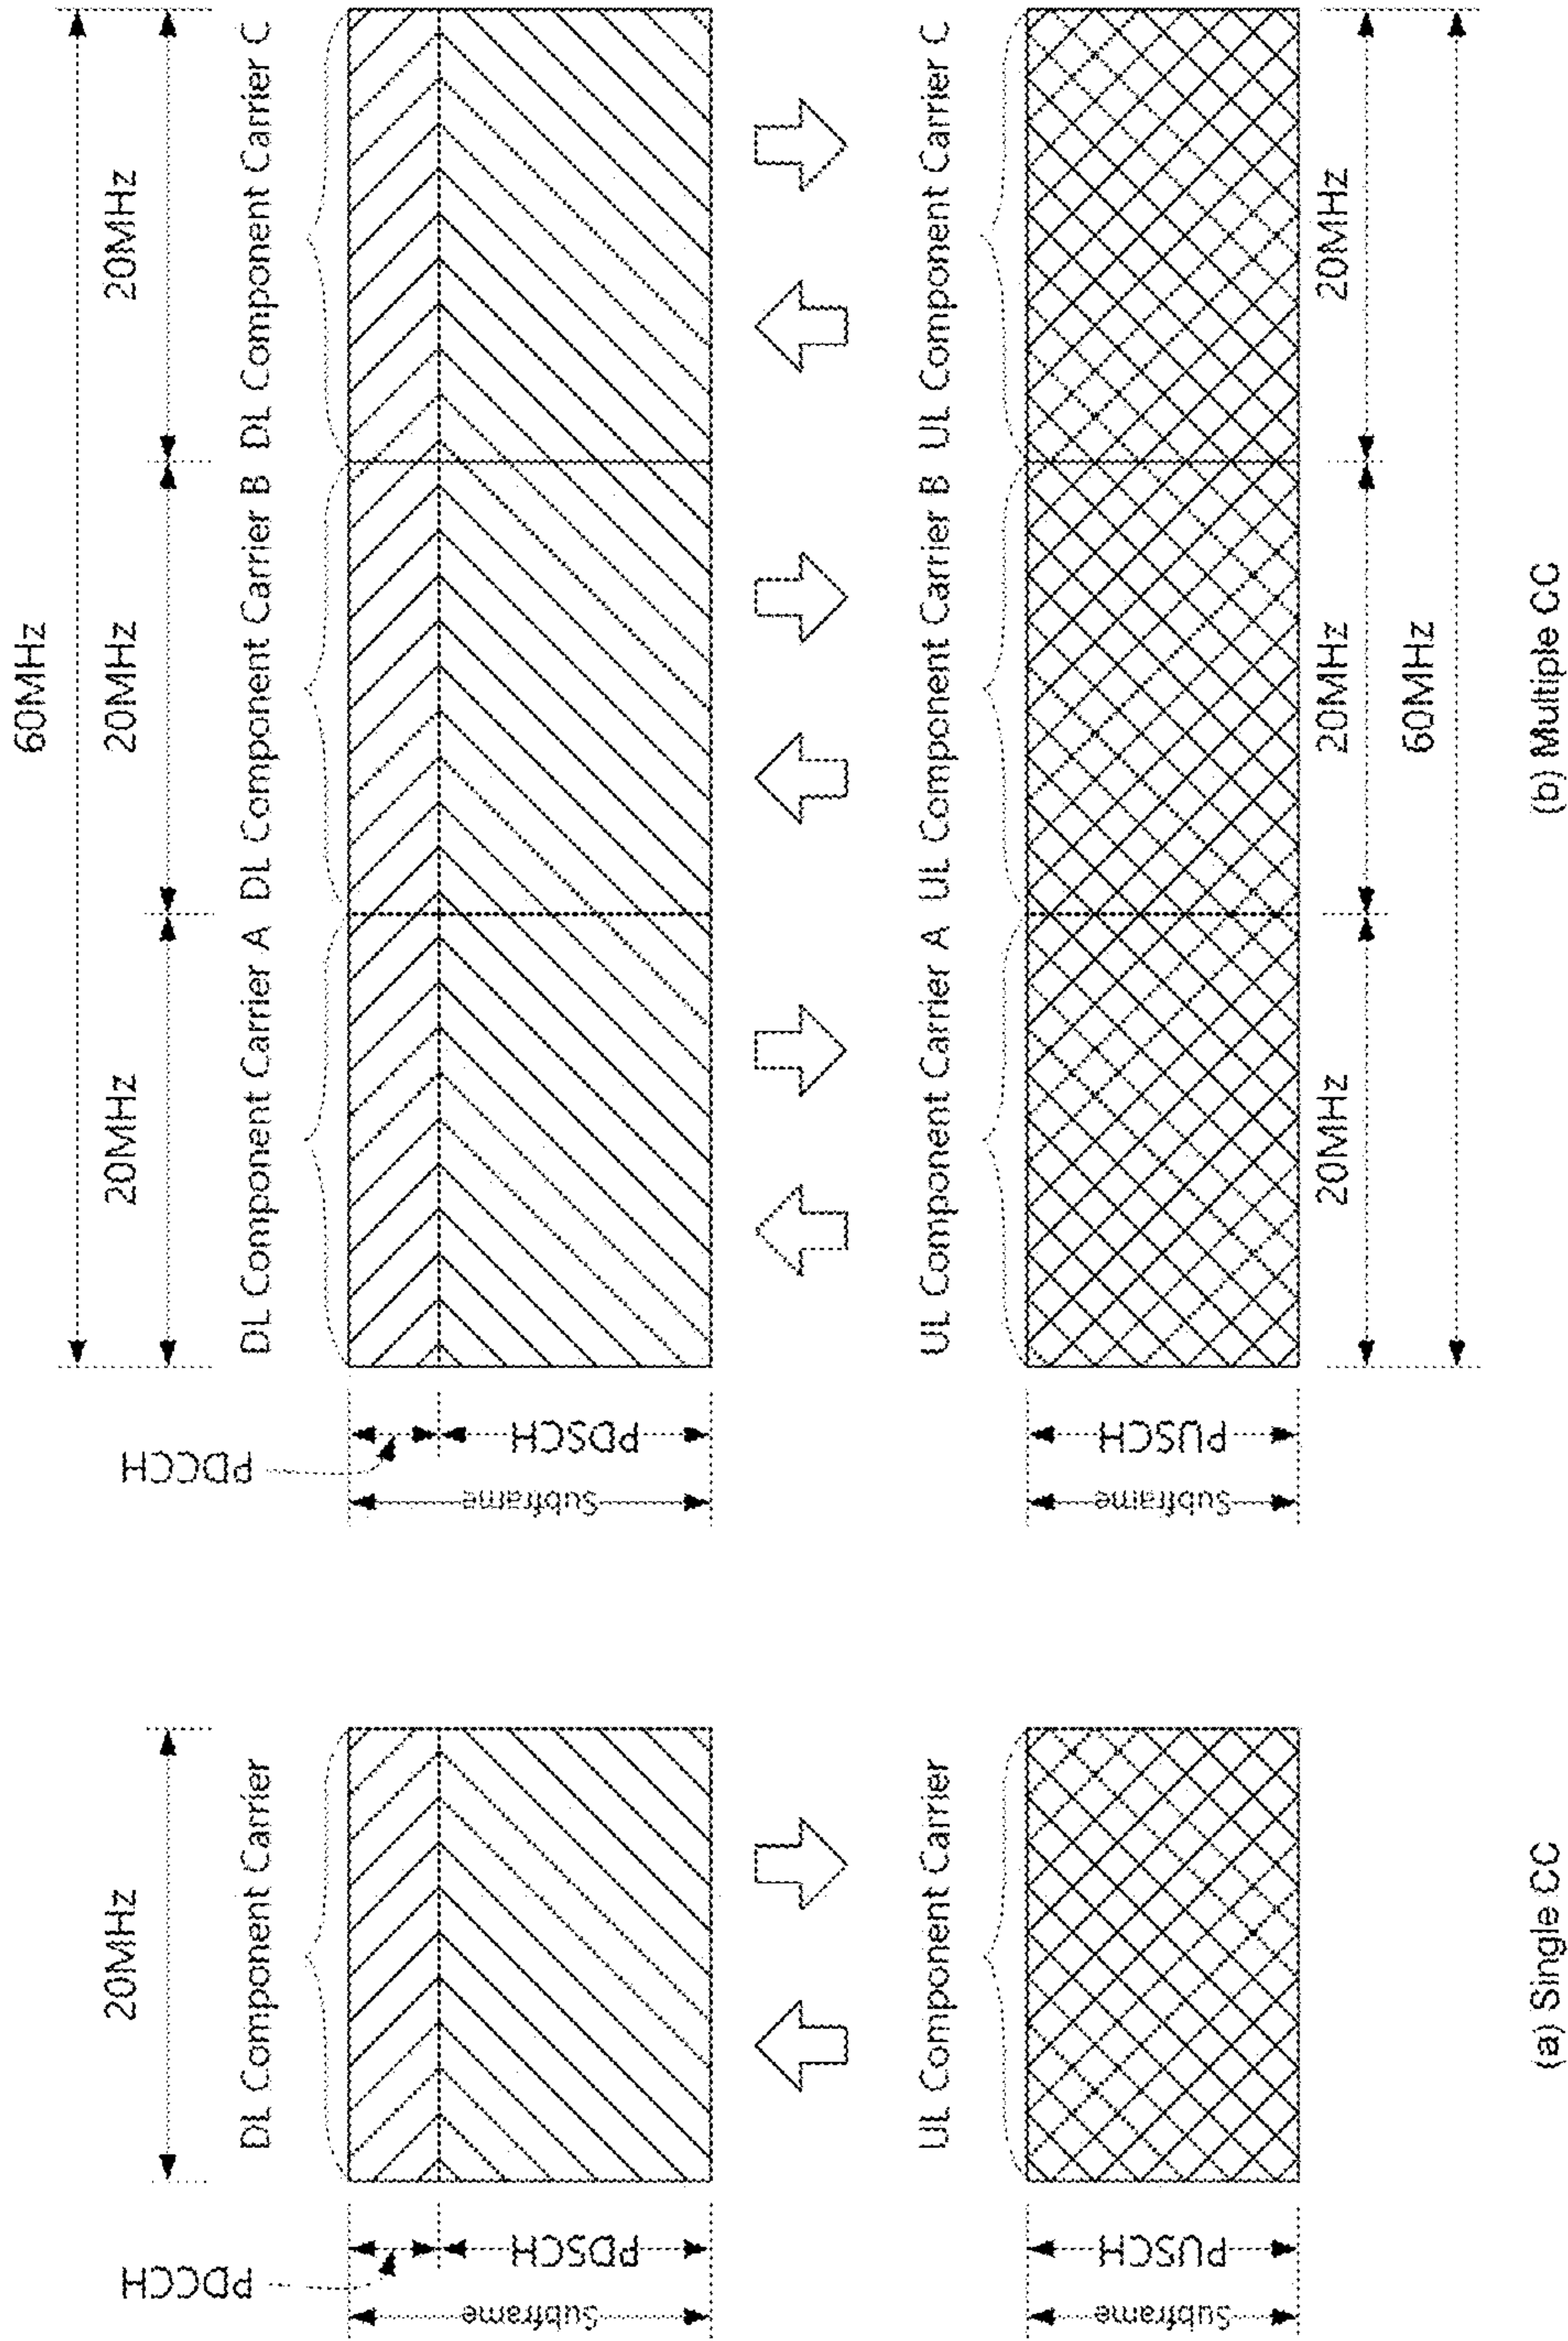 20MHz
DL Component Carrier
PDCCH
PDSCH
Subframe
UL Component Carrier
PUSCH
Subframe
(a) Single CC
60MHz
20MHz
20MHz
20MHz
DL Component Carrier A
DL Component Carrier B
DL Component Carrier C
PDCCH
PDSCH
Subframe
UL Component Carrier A
UL Component Carrier B
UL Component Carrier C
PUSCH
Subframe
20MHz
20MHz
20MHz
60MHz
(b) Multiple CC